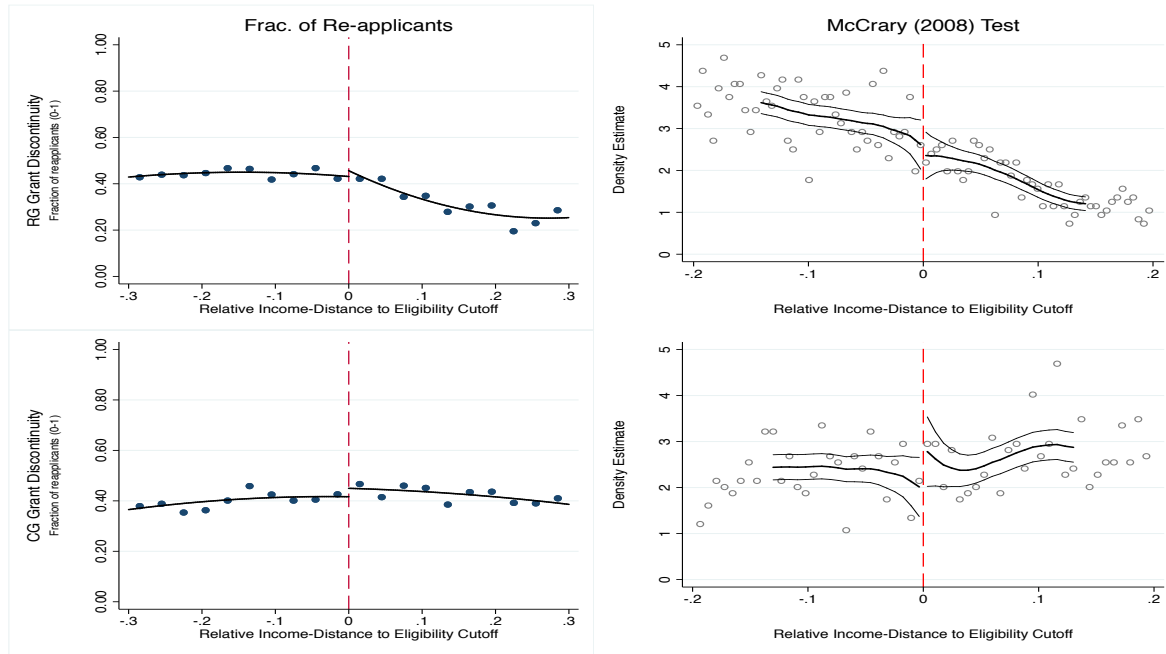 Frac. of Re-applicants
RG Grant Discontinuity
Fraction of reapplicants (0-1)
1.00
0.80
0.60
0.40
0.20
0.00
-.3 -.2 -.1 0 .1 .2 .3
Relative Income-Distance to Eligibility Cutoff
McCrary (2008) Test
Density Estimate
5
4
3
2
1
0
-.2 -.1 0 .1 .2
Relative Income-Distance to Eligibility Cutoff
CG Grant Discontinuity
Fraction of reapplicants (0-1)
1.00
0.80
0.60
0.40
0.20
0.00
-.3 -.2 -.1 0 .1 .2 .3
Relative Income-Distance to Eligibility Cutoff
Density Estimate
5
4
3
2
1
0
-.2 -.1 0 .1 .2
Relative Income-Distance to Eligibility Cutoff